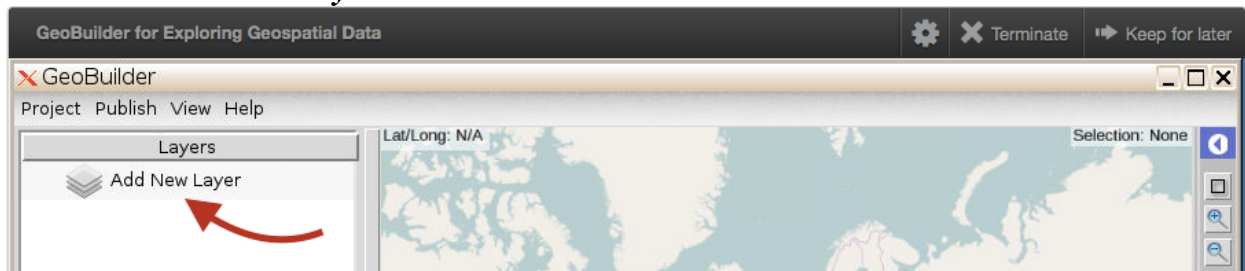 GeoBuilder for Exploring Geospatial Data Terminate Keep for later
GeoBuilder
Project Publish View Help
Layers
Lat/Long: N/A Selection: None
Add New Layer